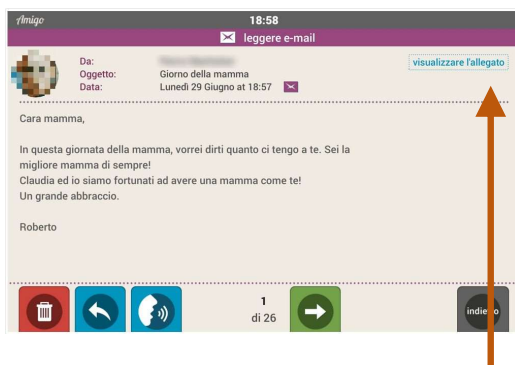 Amigo 18:58
leggere e-mail
Da:
visualizzare l'allegato
Oggetto: Giorno della mamma
Data: Lunedì 29 Giugno at 18:57
Cara mamma,
In questa giornata della mamma, vorrei dirti quanto ci tengo a te. Sei la
migliore mamma di sempre!
Claudia ed io siamo fortunati ad avere una mamma come te!
Un grande abbraccio.
Roberto
1
di 26
indietro